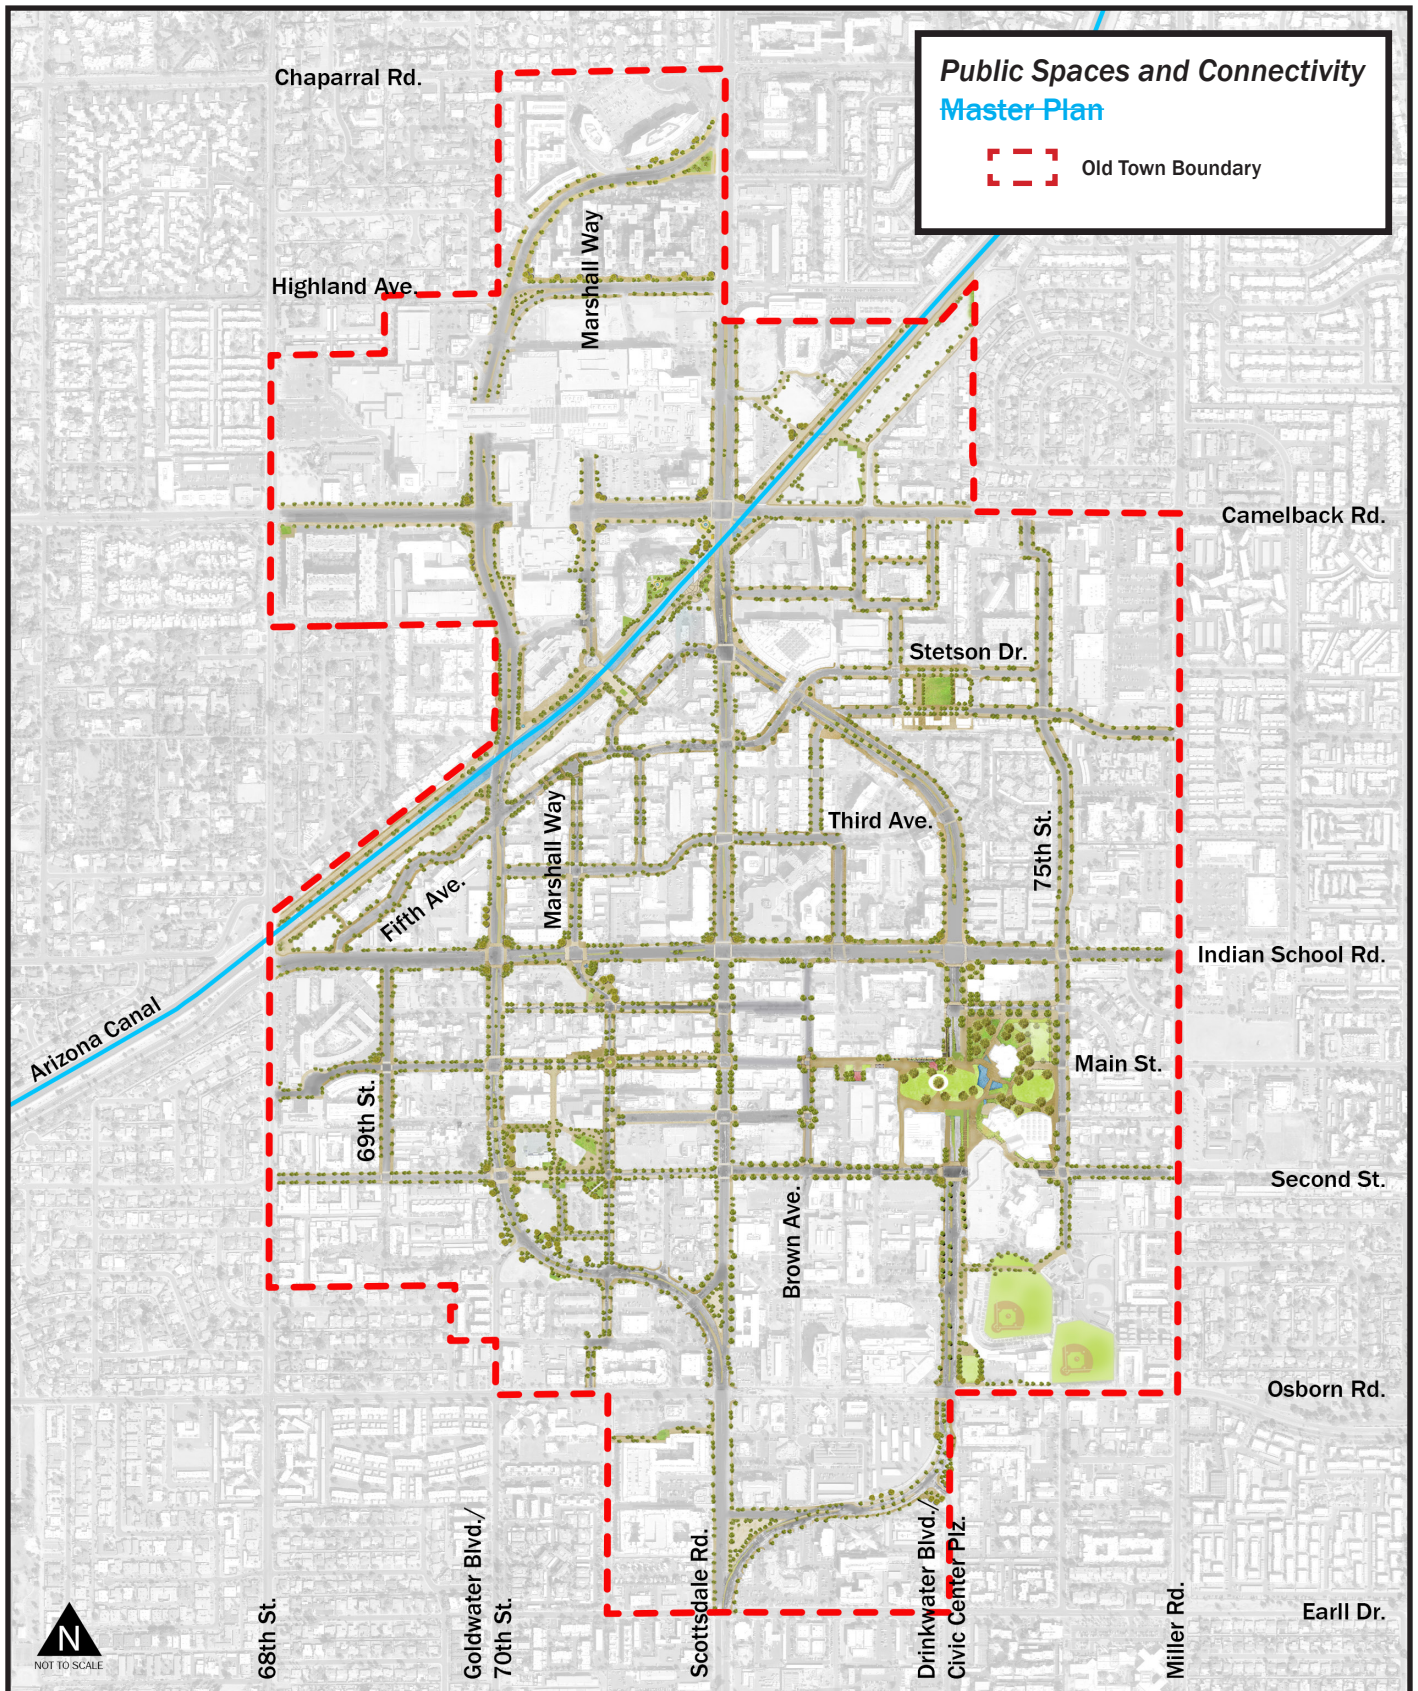 Public Spaces and Connectivity
Master Plan
Old Town Boundary
Chaparral Rd.
Marshall Way
Highland Ave.
Camelback Rd.
Stetson Dr.
Third Ave.
75th St.
Marshall Way
Fifth Ave.
Indian School Rd.
Arizona Canal
Main St.
69th St.
Second St.
Brown Ave.
Osborn Rd.
Goldwater Blvd./
70th St.
Scottsdale Rd.
Drinkwater Blvd./
Civic Center Plz.
68th St.
Miller Rd.
Earll Dr.
N
NOT TO SCALE